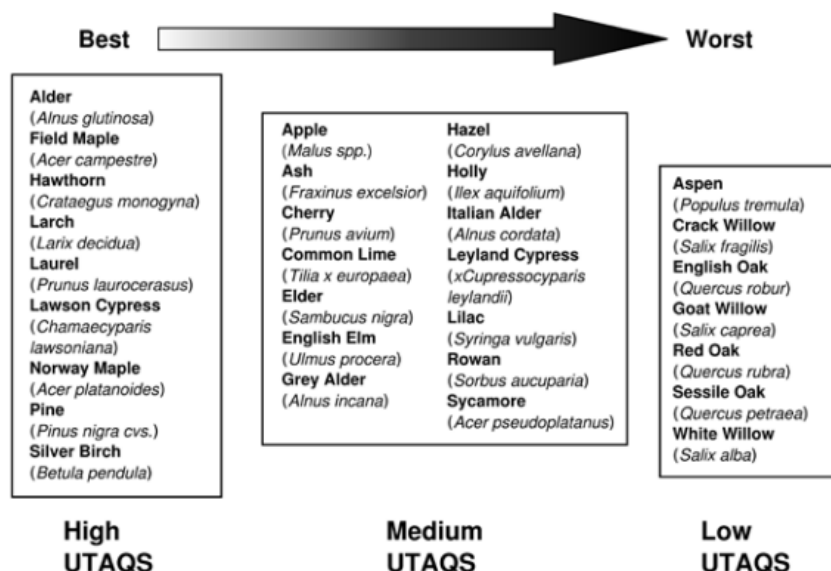 Best
Worst
Alder
(Alnus glutinosa)
Field Maple
(Acer campestre)
Hawthorn
(Crataegus monogyna)
Larch
(Larix decidua)
Laurel
(Prunus laurocerasus)
Lawson Cypress
(Chamaecyparis
lawsoniana)
Norway Maple
(Acer platanoides)
Pine
(Pinus nigra cvs.)
Silver Birch
(Betula pendula)
High
UTAQS
Apple
(Malus spp.)
Ash
(Fraxinus excelsior)
Cherry
(Prunus avium)
Common Lime
(Tilia x europaea)
Elder
(Sambucus nigra)
English Elm
(Ulmus procera)
Grey Alder
(Alnus incana)
Hazel
(Corylus avellana)
Holly
(Ilex aquifolium)
Italian Alder
(Alnus cordata)
Leyland Cypress
(xCupressocyparis
leylandii)
Lilac
(Syringa vulgaris)
Rowan
(Sorbus aucuparia)
Sycamore
(Acer pseudoplatanus)
Medium
UTAQS
Aspen
(Populus tremula)
Crack Willow
(Salix fragilis)
English Oak
(Quercus robur)
Goat Willow
(Salix caprea)
Red Oak
(Quercus rubra)
Sessile Oak
(Quercus petraea)
White Willow
(Salix alba)
Low
UTAQS